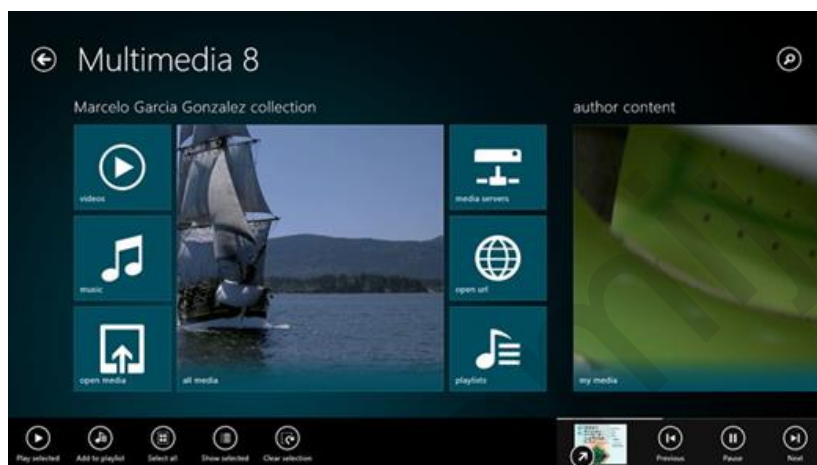 Multimedia 8
Marcelo Garcia Gonzalez collection
author content
videos
media servers
music
open url
open media
all media
playlists
my media
Play selected
Add to playlist
Select all
Show selected
Clear selection
Previous
Pause
Next